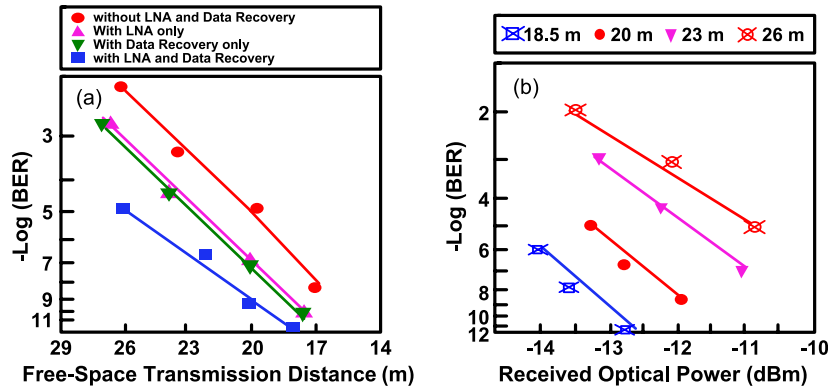 without LNA and Data Recovery
With LNA only
With Data Recovery only
with LNA and Data Recovery
(a)
-Log (BER)
3
5
7
9
11
29
26
23
20
17
14
Free-Space Transmission Distance (m)
18.5 m
20 m
23 m
26 m
(b)
-Log (BER)
2
4
6
8
10
12
-14
-13
-12
-11
-10
Received Optical Power (dBm)